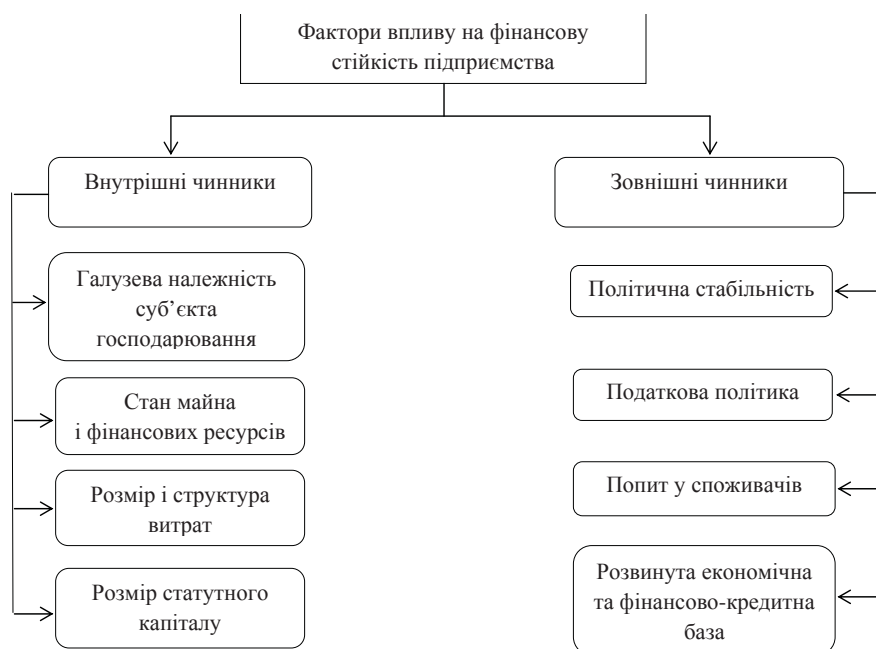 Фактори впливу на фінансову
стійкість підприємства
Внутрішні чинники
Зовнішні чинники
Галузева належність
суб’єкта
господарювання
Стан майна
і фінансових ресурсів
Розмір і структура
витрат
Розмір статутного
капіталу
Політична стабільність
Податкова політика
Попит у споживачів
Розвинута економічна
та фінансово-кредитна
база